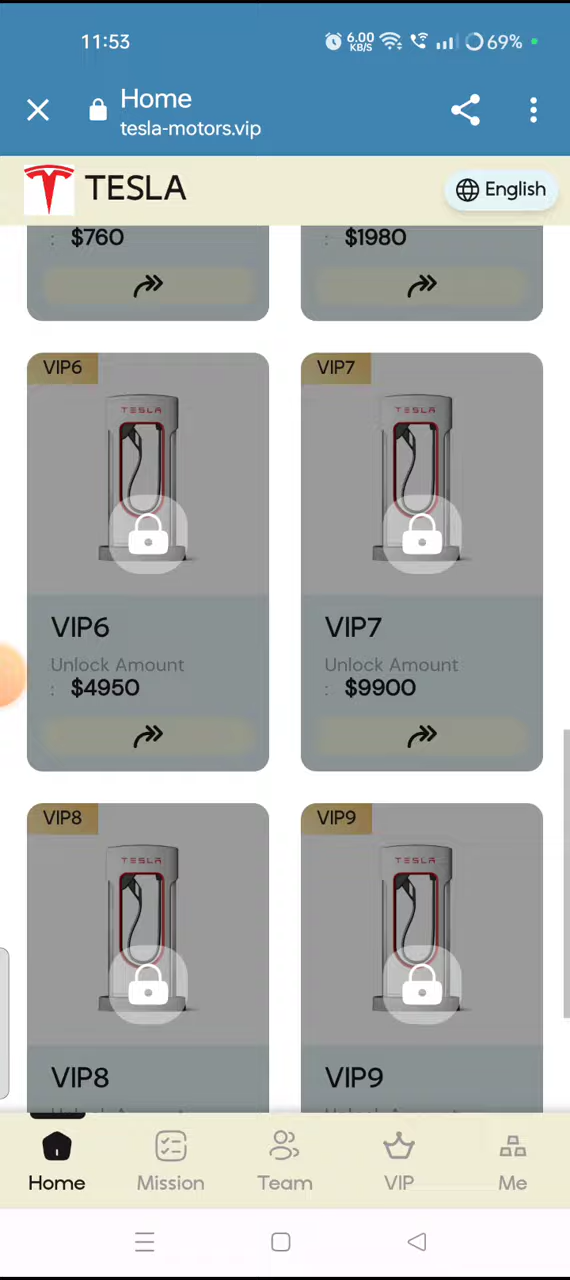 11:53
6.00
KB/S
69%
Home
tesla-motors.vip
TESLA
English
: $760
: $1980
VIP6
VIP7
TESLA
TESLA
VIP6
VIP7
Unlock Amount
Unlock Amount
: $4950
: $9900
VIP8
VIP9
TESLA
TESLA
VIP8
VIP9
Home
Mission
Team
VIP
Me